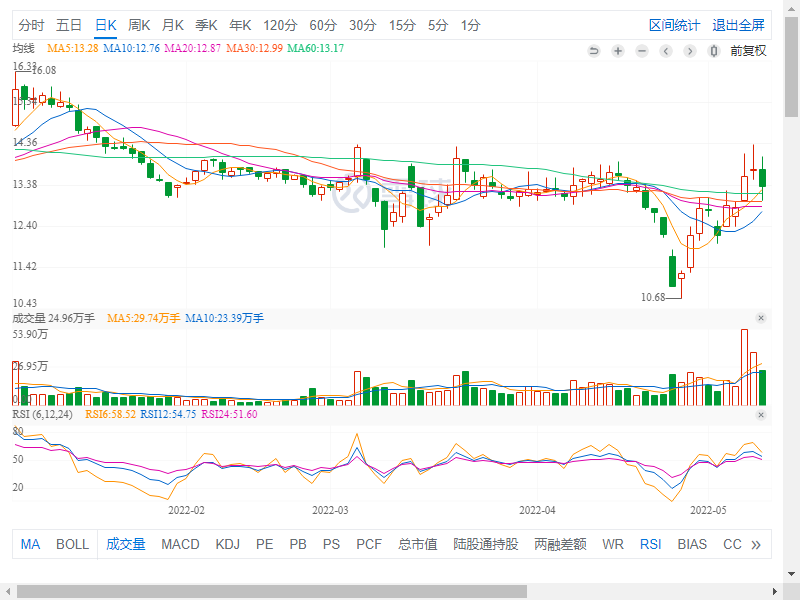 分时 五日 日K 周K 月K 季K 年K 120分 60分 30分 15分 5分 1分 区间统计 退出全屏
均线 MA5:13.28 MA10:12.76 MA20:12.87 MA30:12.99 MA60:13.17 前复权
16.33
16.08
14.36
13.38
12.40
11.42
10.68
10.43
成交量 24.96万手 MA5:29.74万手 MA10:23.39万手
53.90万
26.95万
RSI (6,12,24) RSI6:58.52 RSI12:54.75 RSI24:51.60
80
50
20
2022-02 2022-03 2022-04 2022-05
MA BOLL 成交量 MACD KDJ PE PB PS PCF 总市值 陆股通持股 两融差额 WR RSI BIAS CC »